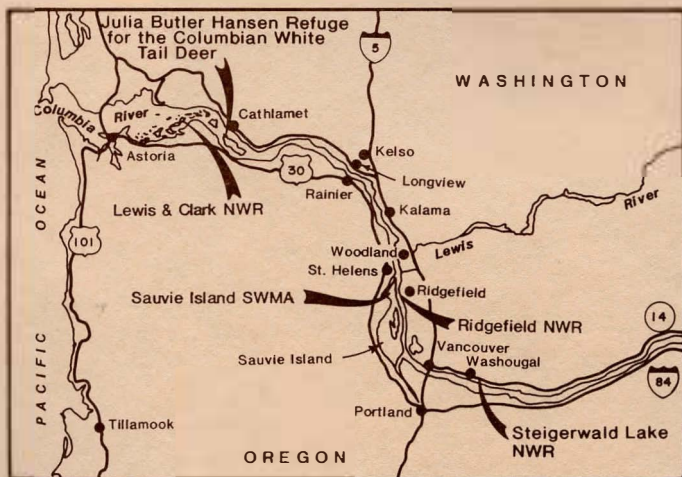 Julia Butler Hansen Refuge
for the Columbian White
Tail Deer
5
WASHINGTON
Columbia
River
Cathlamet
Astoria
Kelso
30
Longview
Rainier
OCEAN
Lewis & Clark NWR
Kalama
River
101
Woodland
Lewis
St. Helens
Sauvie Island SWMA
Ridgefield
Ridgefield NWR
14
PACIFIC
Sauvie Island
Vancouver
Washougal
84
Portland
Tillamook
Steigerwald Lake
NWR
OREGON